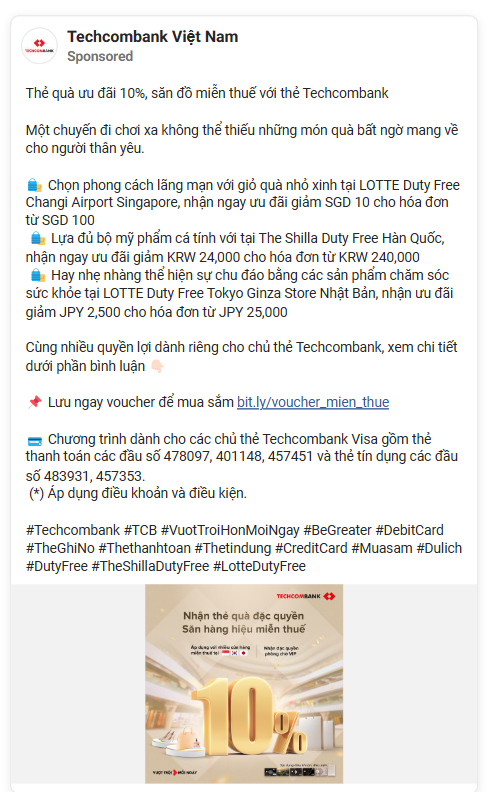 Techcombank Việt Nam
Sponsored
TECHCOMBANK
Thẻ quà ưu đãi 10%, săn đồ miễn thuế với thẻ Techcombank
Một chuyến đi chơi xa không thể thiếu những món quà bất ngờ mang về
cho người thân yêu.
🛍️ Chọn phong cách lãng mạn với giỏ quà nhỏ xinh tại LOTTE Duty Free
Changi Airport Singapore, nhận ngay ưu đãi giảm SGD 10 cho hóa đơn
từ SGD 100
🛍️ Lựa đủ bộ mỹ phẩm cá tính với tại The Shilla Duty Free Hàn Quốc,
nhận ngay ưu đãi giảm KRW 24,000 cho hóa đơn từ KRW 240,000
🛍️ Hay nhẹ nhàng thể hiện sự chu đáo bằng các sản phẩm chăm sóc
sức khỏe tại LOTTE Duty Free Tokyo Ginza Store Nhật Bản, nhận ưu đãi
giảm JPY 2,500 cho hóa đơn từ JPY 25,000
Cùng nhiều quyền lợi dành riêng cho chủ thẻ Techcombank, xem chi tiết
dưới phần bình luận 👇🏻
📌 Lưu ngay voucher để mua sắm bit.ly/voucher_mien_thue
💳 Chương trình dành cho các chủ thẻ Techcombank Visa gồm thẻ
thanh toán các đầu số 478097, 401148, 457451 và thẻ tín dụng các đầu
số 483931, 457353.
(*) Áp dụng điều khoản và điều kiện.
#Techcombank #TCB #VuotTroiHonMoiNgay #BeGreater #DebitCard
#TheGhiNo #Thethanhtoan #Thetindung #CreditCard #Muasam #Dulich
#DutyFree #TheShillaDutyFree #LotteDutyFree
TECHCOMBANK
Nhận thẻ quà đặc quyền
Săn hàng hiệu miễn thuế
Áp dụng với nhiều cửa hàng
miễn thuế tại
Nhận đặc quyền
phòng chờ VIP
10%
VƯỢT TRỘI MỖI NGÀY